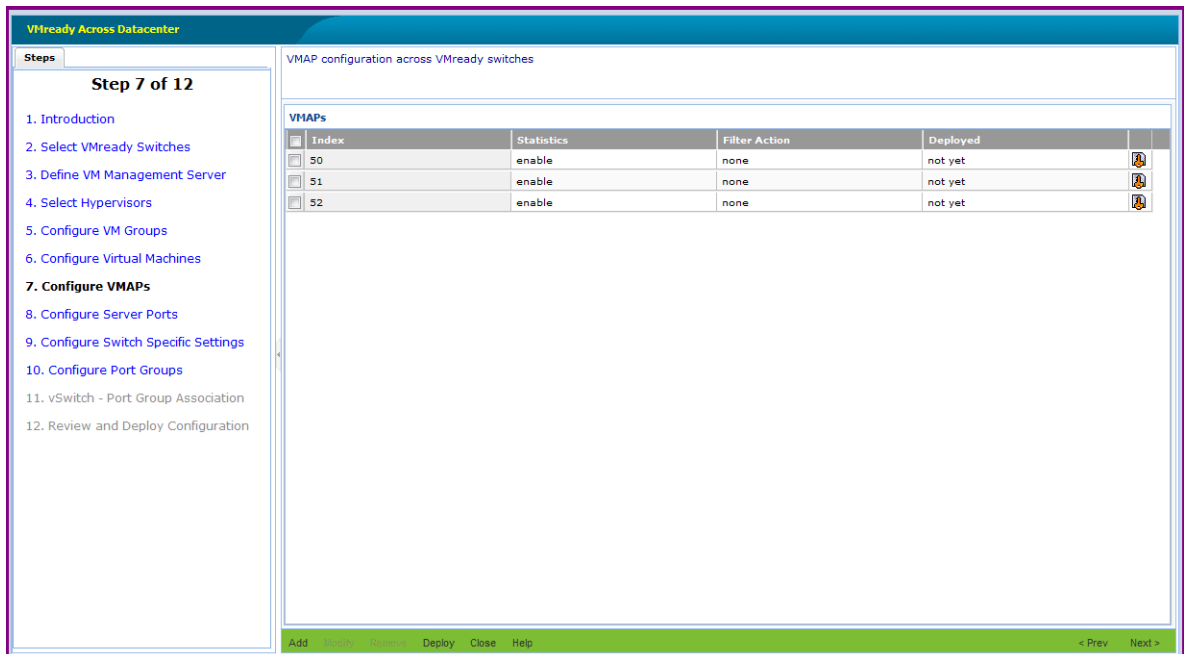 VMready Across Datacenter
Steps
Step 7 of 12
1. Introduction
2. Select VMready Switches
3. Define VM Management Server
4. Select Hypervisors
5. Configure VM Groups
6. Configure Virtual Machines
7. Configure VMAPs
8. Configure Server Ports
9. Configure Switch Specific Settings
10. Configure Port Groups
11. vSwitch - Port Group Association
12. Review and Deploy Configuration
VMAP configuration across VMready switches
VMAPs
Index Statistics Filter Action Deployed
50 enable none not yet
51 enable none not yet
52 enable none not yet
Add Modify Remove Deploy Close Help < Prev Next >